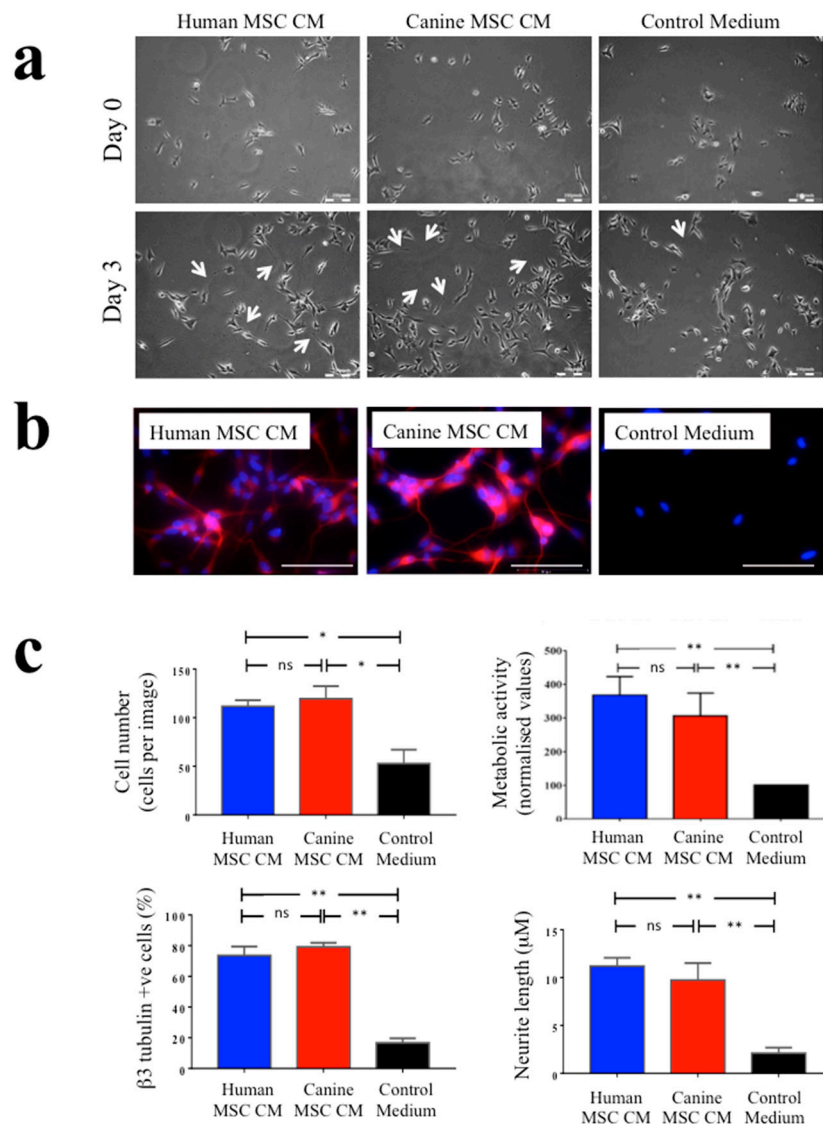 Human MSC CM Canine MSC CM Control Medium
a
Day 0
Day 3
b
Human MSC CM Canine MSC CM Control Medium
c
Cell number
(cells per image)
150
100
50
0
*
ns *
Human
MSC CM
Canine
MSC CM
Control
Medium
Metabolic activity
(normalised values)
500
400
300
200
100
0
**
ns **
Human
MSC CM
Canine
MSC CM
Control
Medium
β3 tubulin +ve cells (%)
100
80
60
40
20
0
**
ns **
Human
MSC CM
Canine
MSC CM
Control
Medium
Neurite length (μM)
15
10
5
0
**
ns **
Human
MSC CM
Canine
MSC CM
Control
Medium